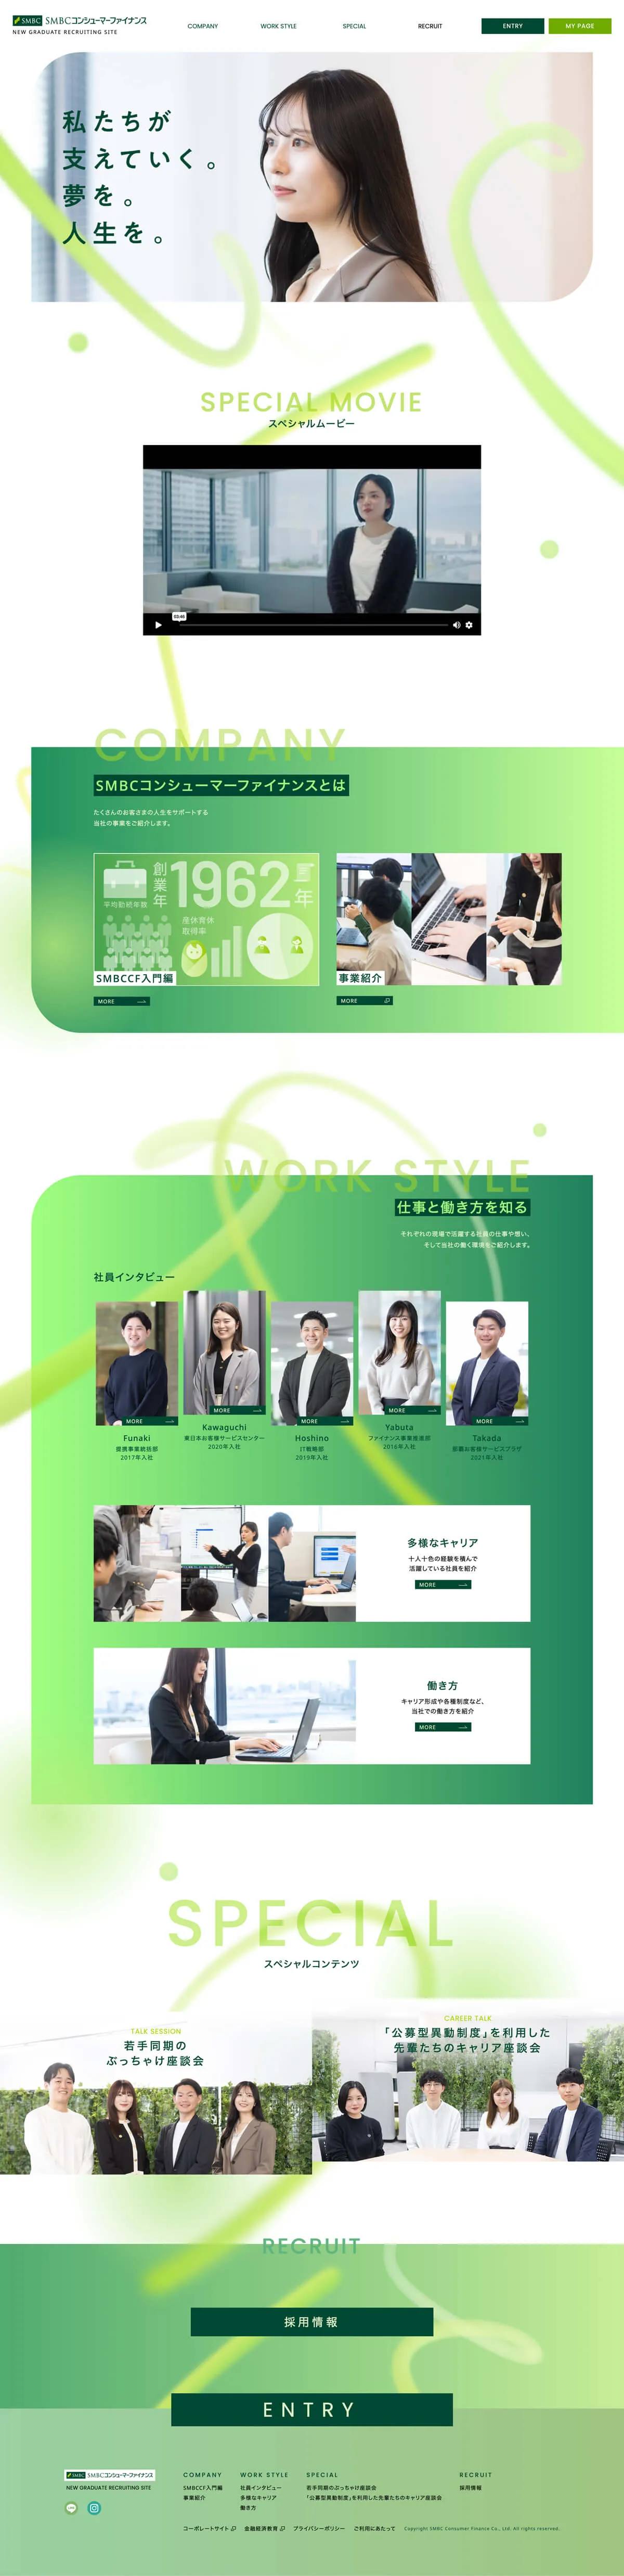 SMBC SMBCコンシューマーファイナンス
NEW GRADUATE RECRUITING SITE
COMPANY
WORK STYLE
SPECIAL
RECRUIT
ENTRY
MY PAGE
私たちが
支えていく。
夢を。
人生を。
SPECIAL MOVIE
スペシャルムービー
03:46
COMPANY
SMBCコンシューマーファイナンスとは
たくさんのお客さまの人生をサポートする
当社の事業をご紹介します。
平均勤続年数
創業年
1962年
産休育休
取得率
SMBCCF入門編
MORE
事業紹介
MORE
WORK STYLE
仕事と働き方を知る
それぞれの現場で活躍する社員の仕事や想い、
そして当社の働く環境をご紹介します。
社員インタビュー
MORE
Funaki
提携事業統括部
2017年入社
MORE
Kawaguchi
東日本お客様サービスセンター
2020年入社
MORE
Hoshino
IT戦略部
2019年入社
MORE
Yabuta
ファイナンス事業推進部
2016年入社
MORE
Takada
那覇お客様サービスプラザ
2021年入社
多様なキャリア
十人十色の経験を積んで
活躍している社員を紹介
MORE
働き方
キャリア形成や各種制度など、
当社での働き方を紹介
MORE
SPECIAL
スペシャルコンテンツ
TALK SESSION
若手同期の
ぶっちゃけ座談会
CAREER TALK
「公募型異動制度」を利用した
先輩たちのキャリア座談会
RECRUIT
採用情報
ENTRY
SMBC SMBCコンシューマーファイナンス
NEW GRADUATE RECRUITING SITE
COMPANY
SMBCCF入門編
事業紹介
WORK STYLE
社員インタビュー
多様なキャリア
働き方
SPECIAL
若手同期のぶっちゃけ座談会
「公募型異動制度」を利用した先輩たちのキャリア座談会
RECRUIT
採用情報
コーポレートサイト
金融経済教育
プライバシーポリシー
ご利用にあたって
Copyright SMBC Consumer Finance Co., Ltd. All rights reserved.